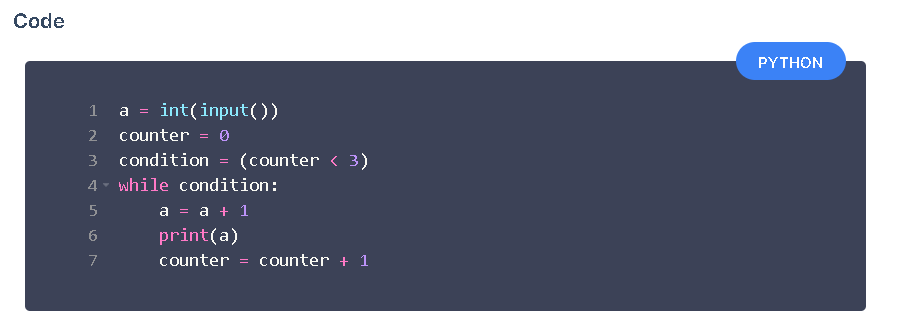 Code
PYTHON
1 a = int(input())
2 counter = 0
3 condition = (counter < 3)
4 while condition:
5     a = a + 1
6     print(a)
7     counter = counter + 1